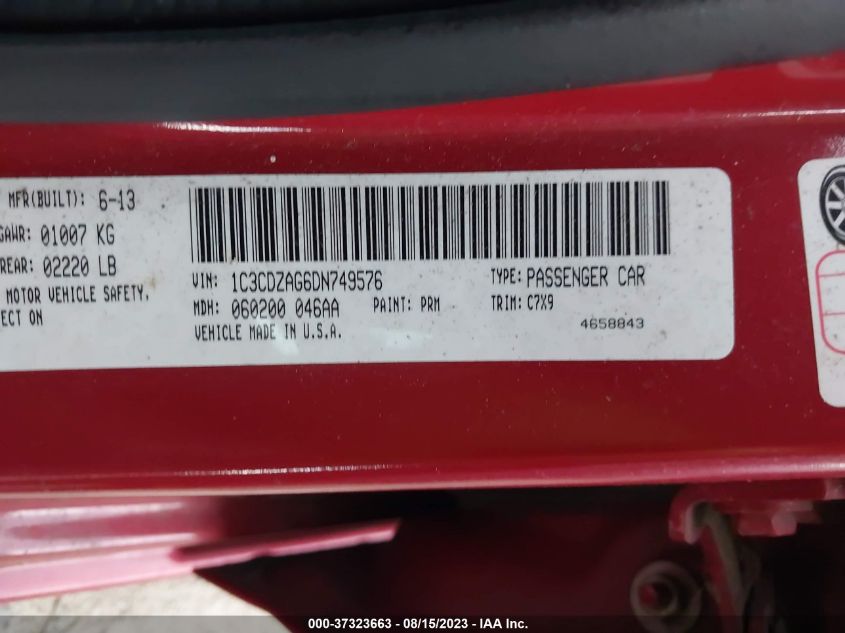 MFR(BUILT): 6-13
GAWR: 01007 KG
REAR: 02220 LB
MOTOR VEHICLE SAFETY,
ECT ON
VIN: 1C3CDZAG6DN749576 TYPE: PASSENGER CAR
MDH: 060200 046AA PAINT: PRM TRIM: C7X9
VEHICLE MADE IN U.S.A. 4658843
000-37323663 - 08/15/2023 - IAA Inc.